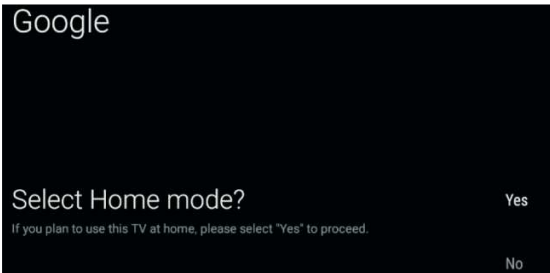 Google
Select Home mode?
Yes
If you plan to use this TV at home, please select "Yes" to proceed.
No